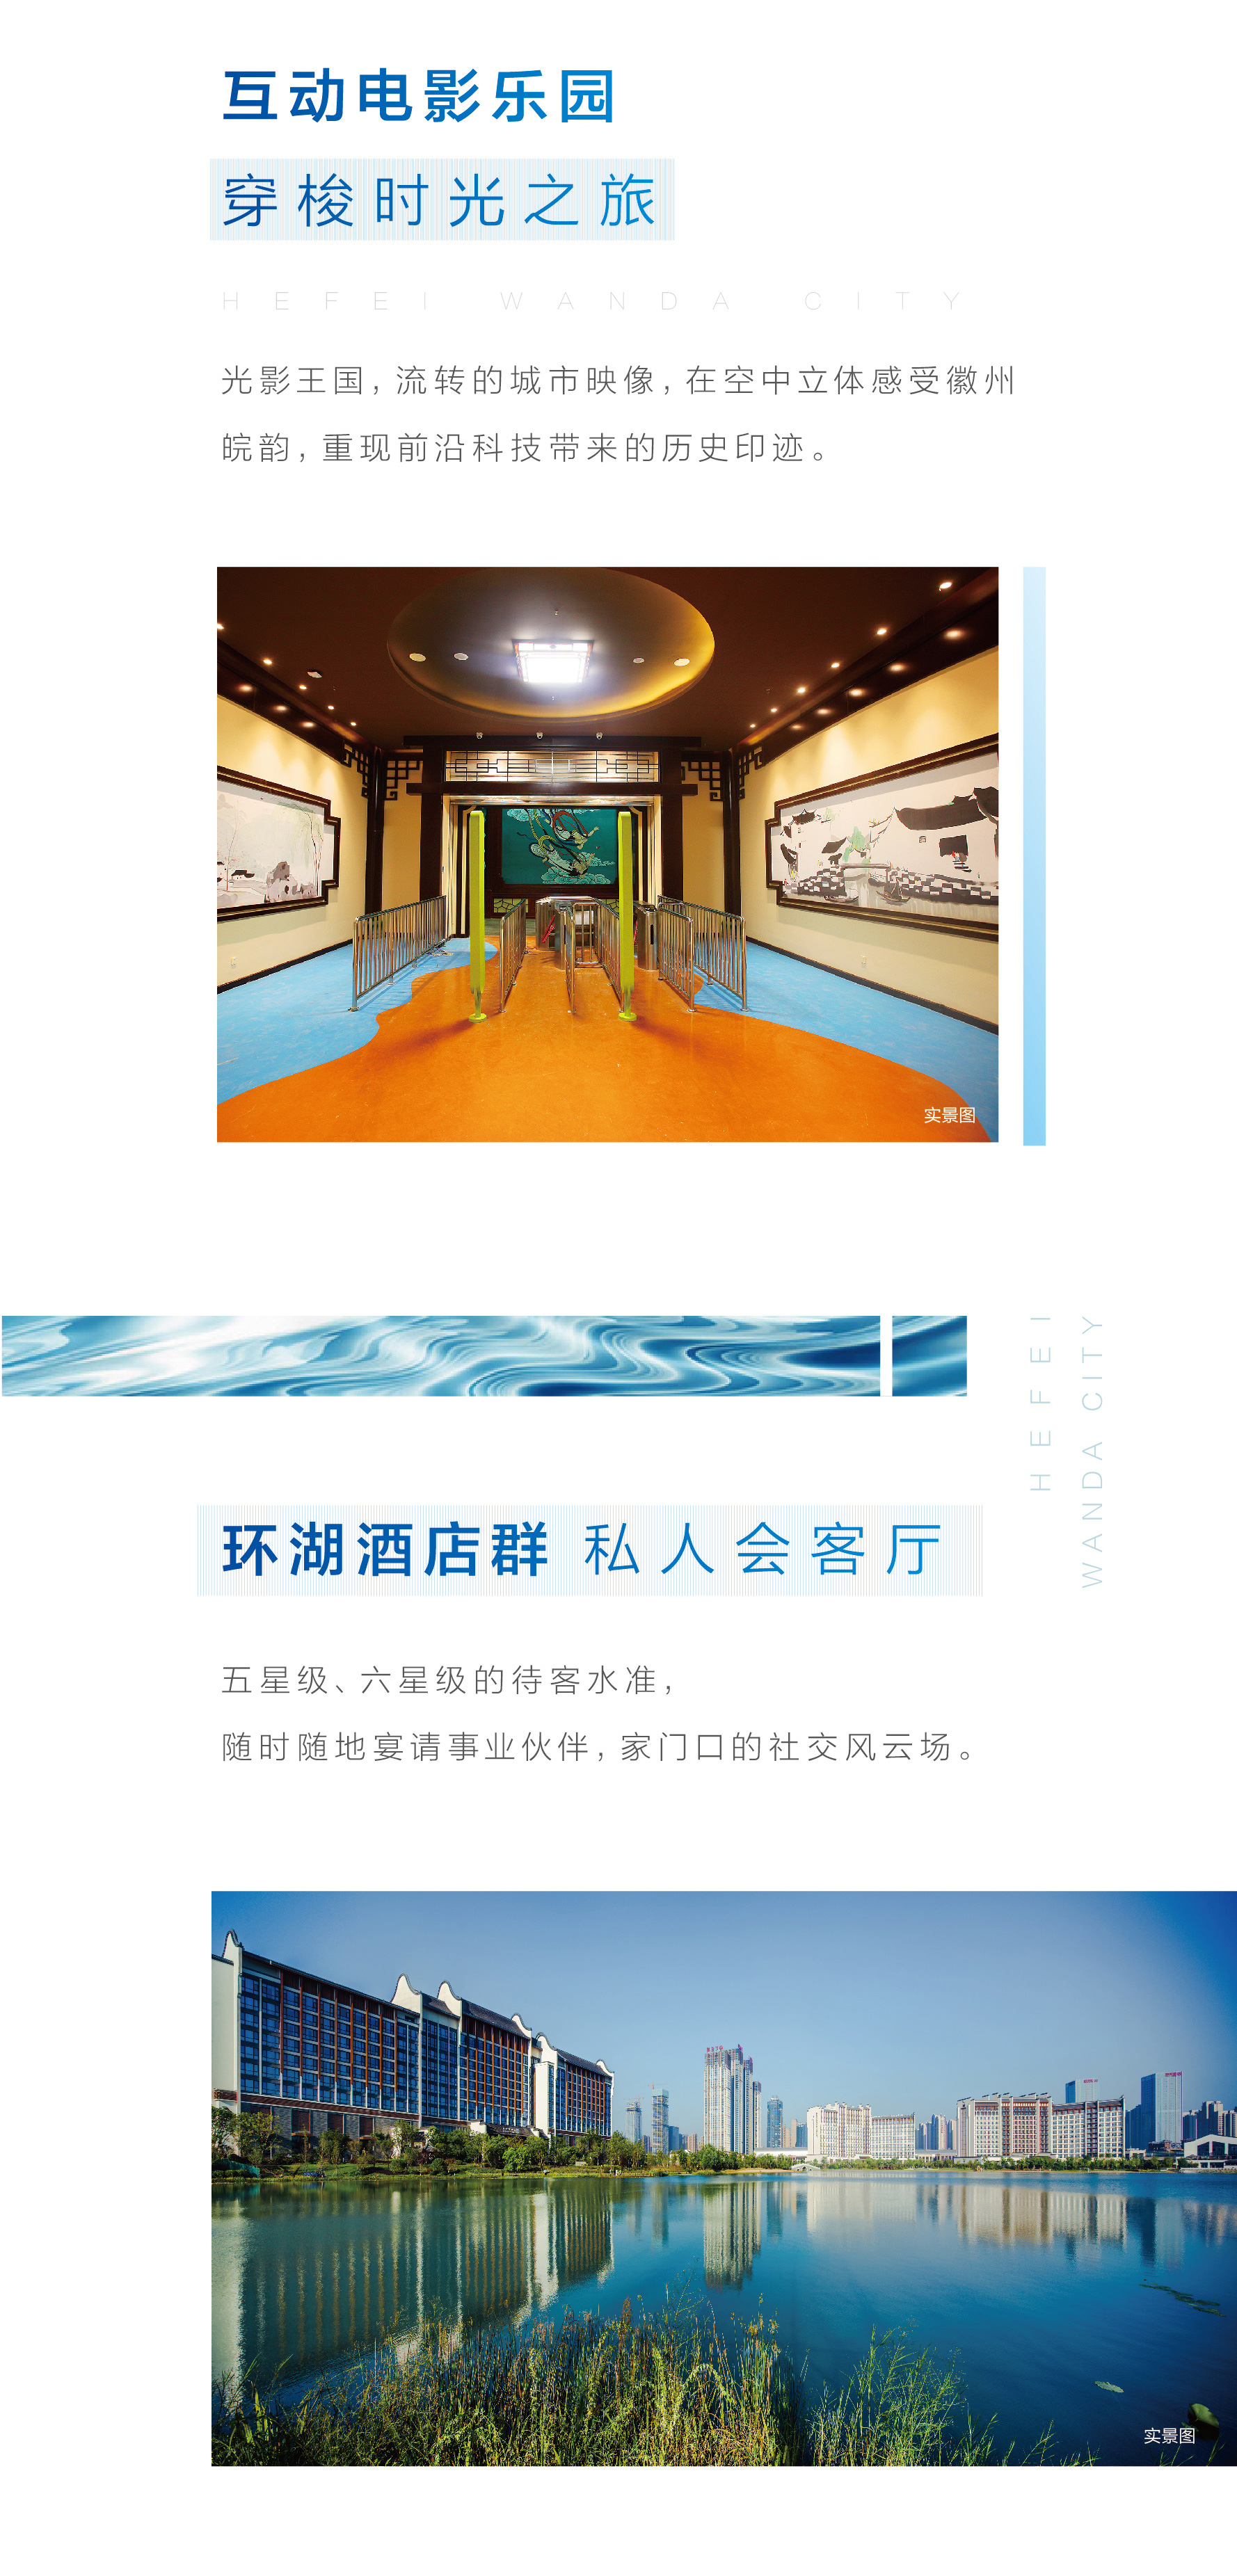 互动电影乐园
穿梭时光之旅
HEFEI WANDA CITY
光影王国，流转的城市映像，在空中立体感受徽州
皖韵，重现前沿科技带来的历史印迹。
实景图
HEFEI
WANDA CITY
环湖酒店群 私人会客厅
五星级、六星级的待客水准，
随时随地宴请事业伙伴，家门口的社交风云场。
实景图